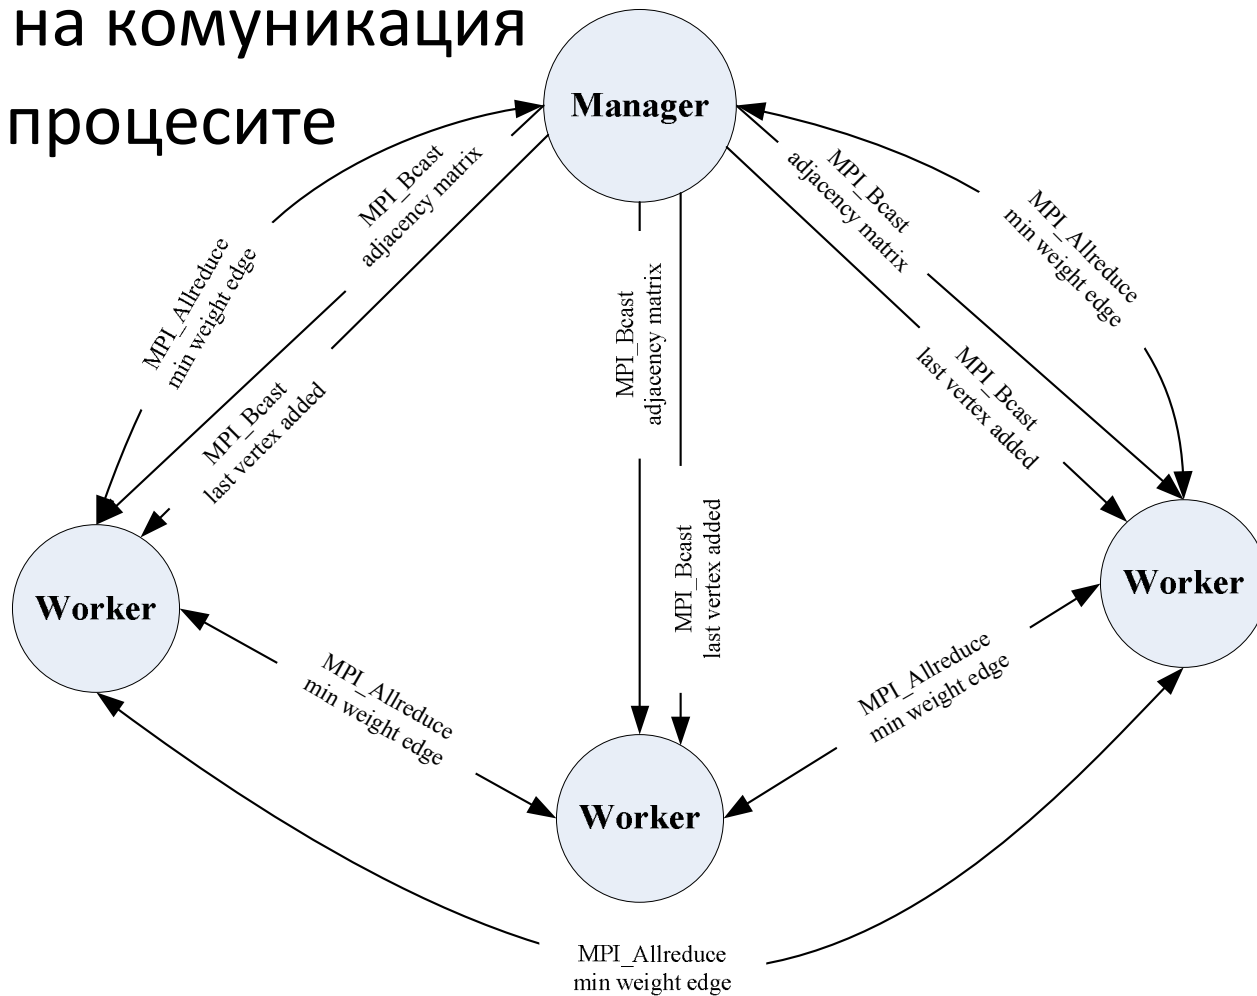 на комуникация
процесите
Manager
MPI_Allreduce
min weight edge
MPI_Bcast
adjacency matrix
MPI_Bcast
last vertex added
MPI_Bcast
adjacency matrix
MPI_Bcast
last vertex added
MPI_Bcast
adjacency matrix
MPI_Bcast
last vertex added
MPI_Allreduce
min weight edge
Worker
Worker
Worker
MPI_Allreduce
min weight edge
MPI_Allreduce
min weight edge
MPI_Allreduce
min weight edge